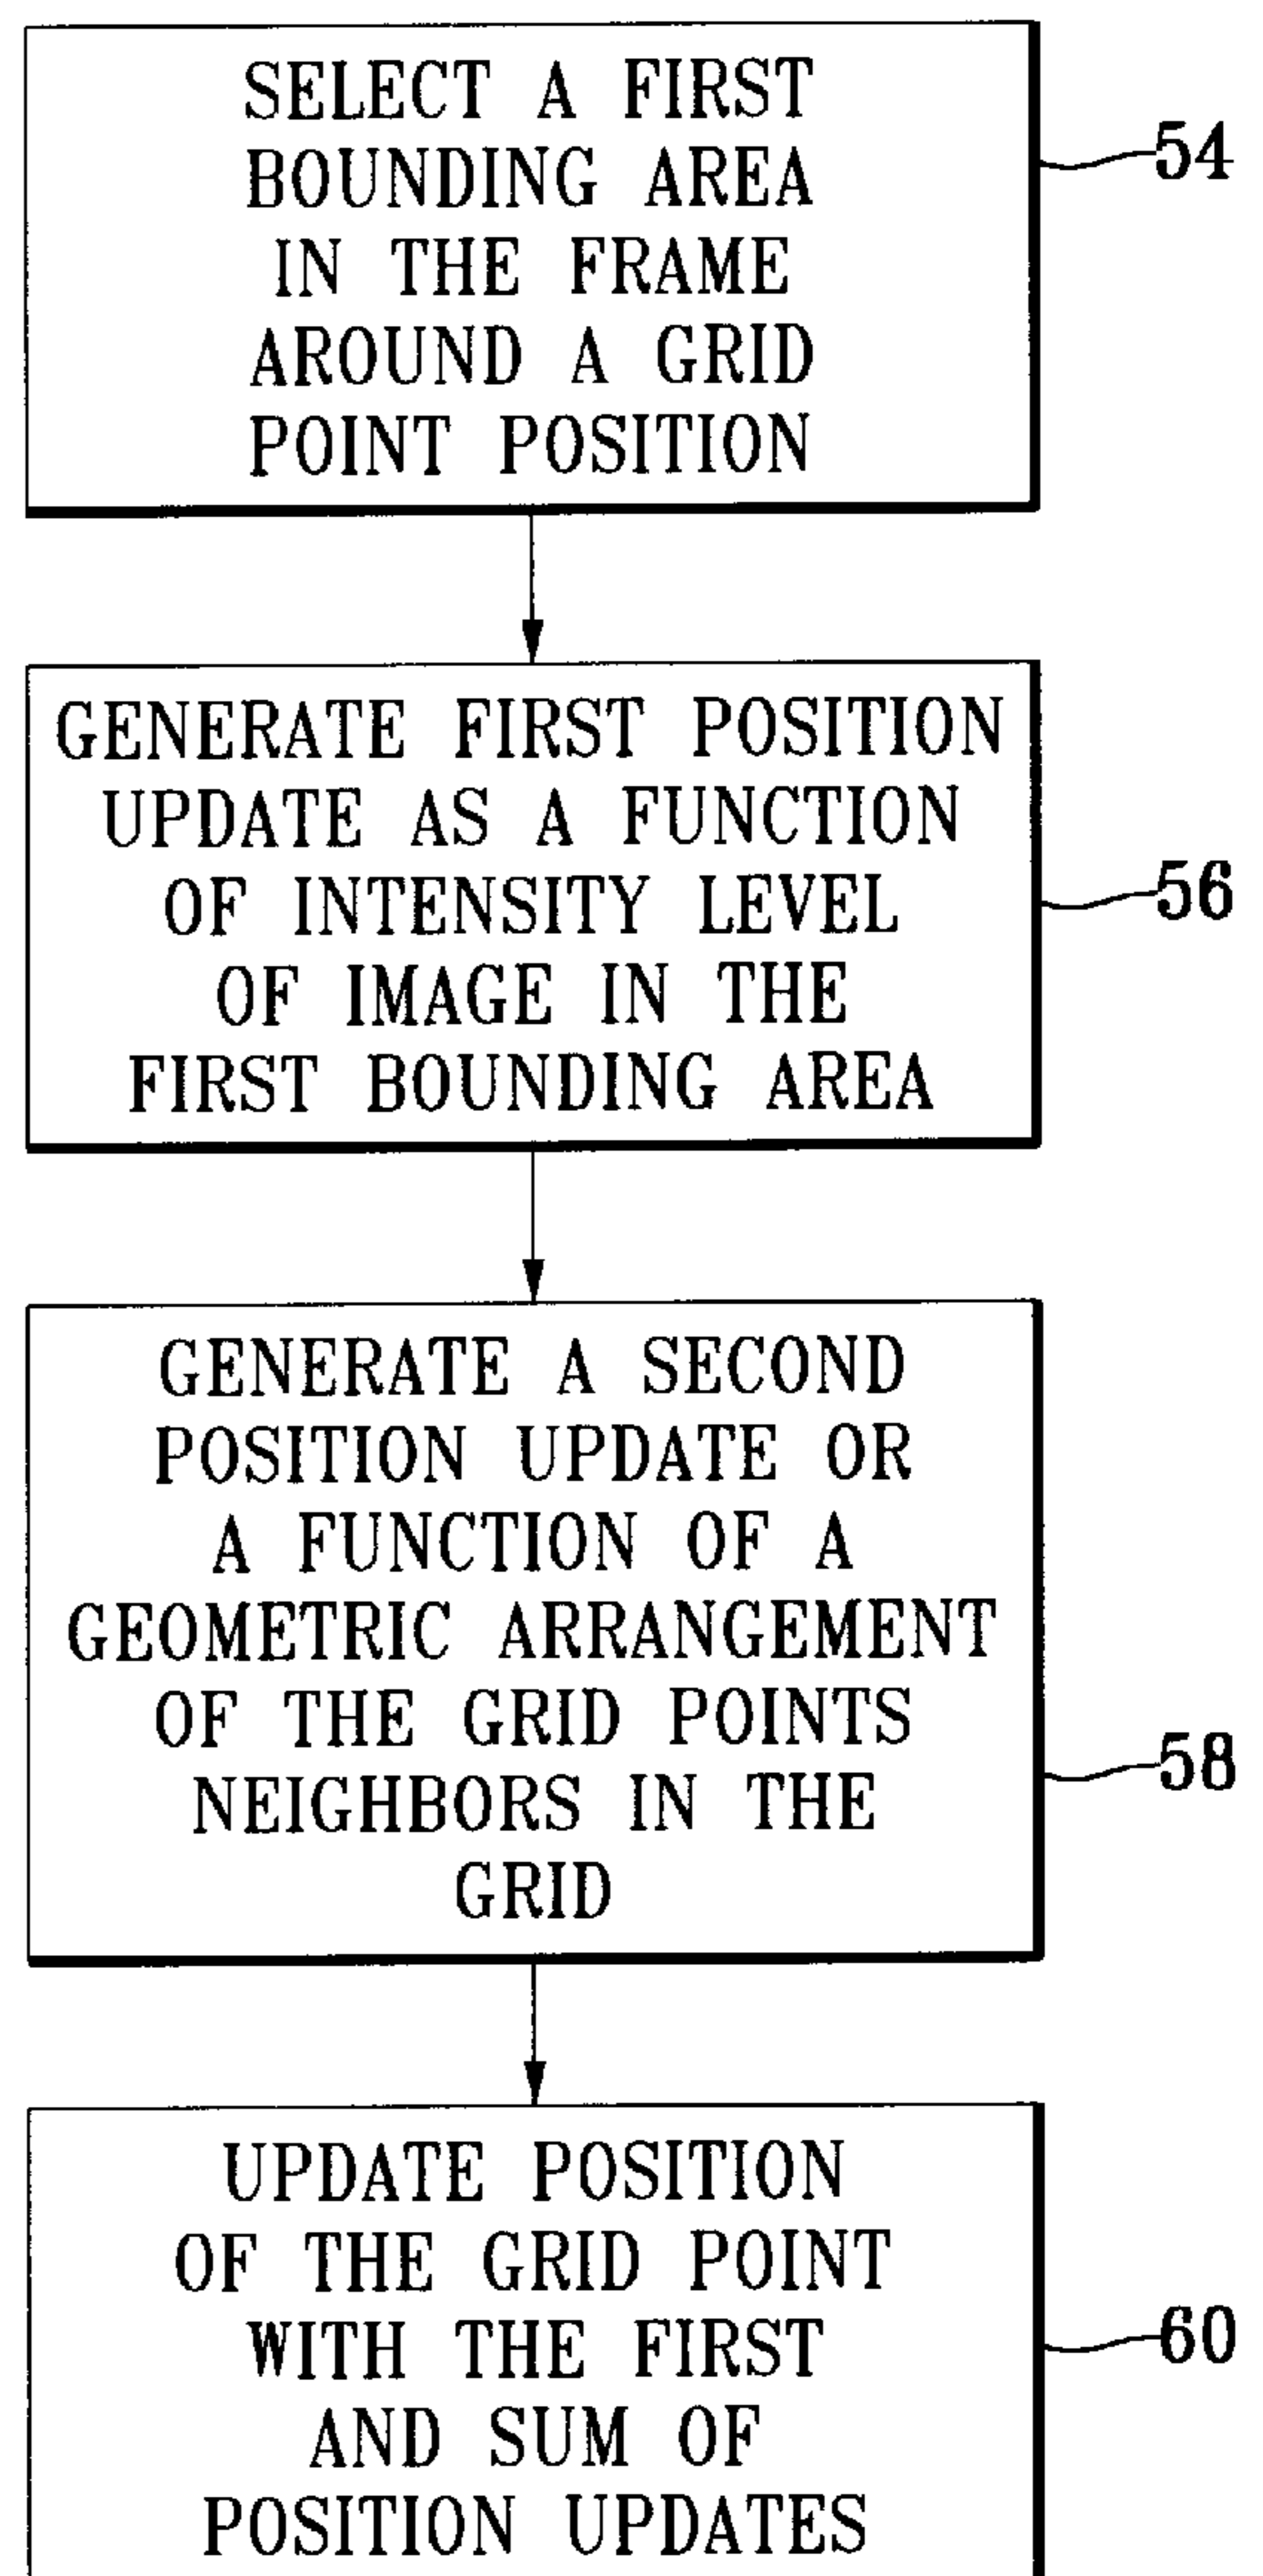 SELECT A FIRST
BOUNDING AREA
IN THE FRAME
AROUND A GRID
POINT POSITION
54
GENERATE FIRST POSITION
UPDATE AS A FUNCTION
OF INTENSITY LEVEL
OF IMAGE IN THE
FIRST BOUNDING AREA
56
GENERATE A SECOND
POSITION UPDATE OR
A FUNCTION OF A
GEOMETRIC ARRANGEMENT
OF THE GRID POINTS
NEIGHBORS IN THE
GRID
58
UPDATE POSITION
OF THE GRID POINT
WITH THE FIRST
AND SUM OF
POSITION UPDATES
60